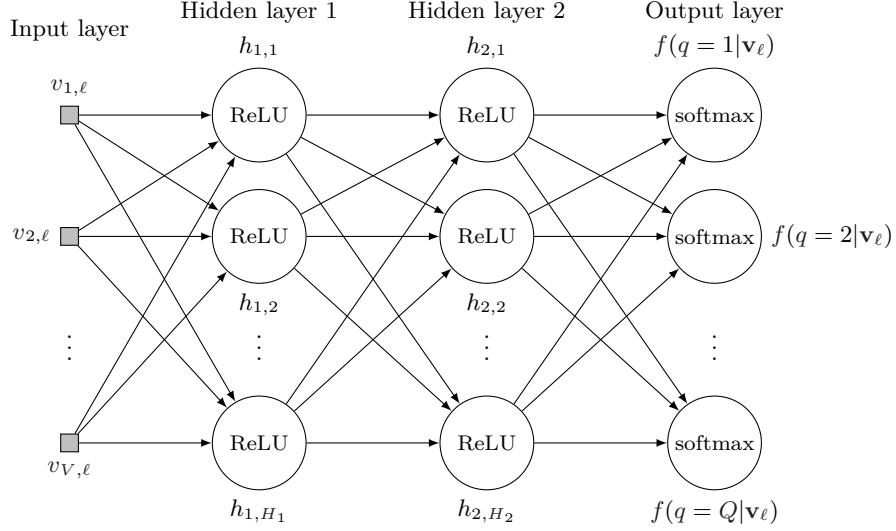 Input layer
Hidden layer 1
Hidden layer 2
Output layer
h_{1,1}
h_{2,1}
f(q = 1|v_ℓ)
v_{1,ℓ}
ReLU
ReLU
softmax
v_{2,ℓ}
ReLU
ReLU
softmax
f(q = 2|v_ℓ)
h_{1,2}
h_{2,2}
⋮
⋮
⋮
⋮
ReLU
ReLU
softmax
v_{V,ℓ}
h_{1,H_1}
h_{2,H_2}
f(q = Q|v_ℓ)